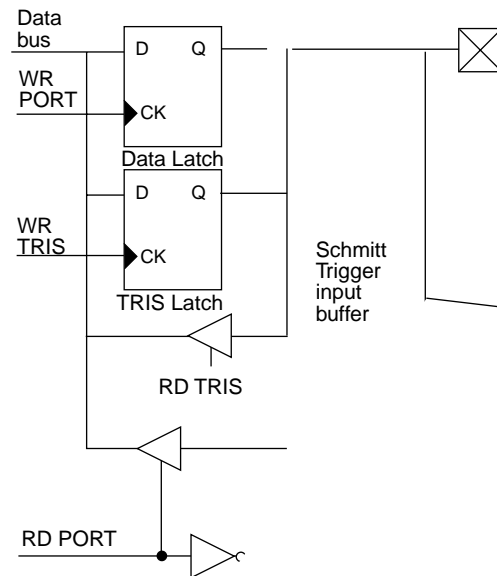 Data
bus
D
Q
WR
PORT
CK
Data Latch
D
Q
WR
TRIS
CK
TRIS Latch
Schmitt
Trigger
input
buffer
RD TRIS
RD PORT